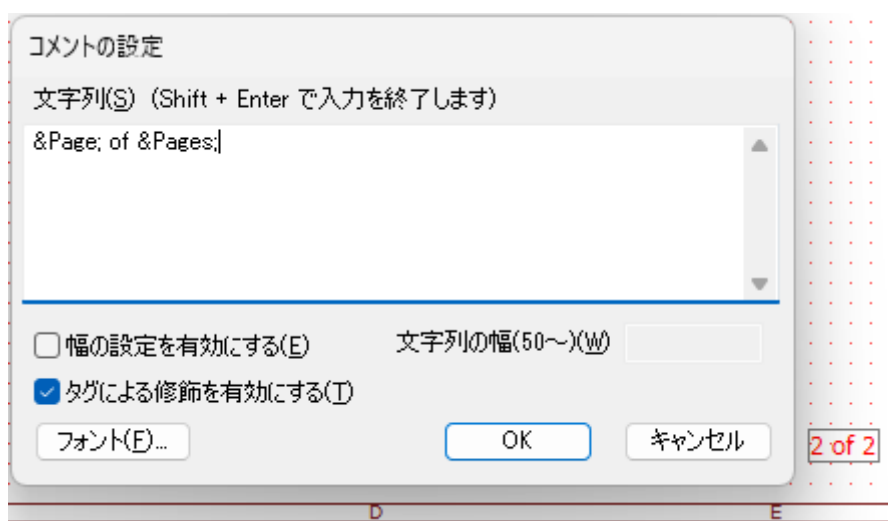 コメントの設定
文字列(S) (Shift + Enter で入力を終了します)
&Page; of &Pages;
幅の設定を有効にする(E)
文字列の幅(50～)(W)
タグによる修飾を有効にする(T)
フォント(F)...
OK
キャンセル
2 of 2
D
E